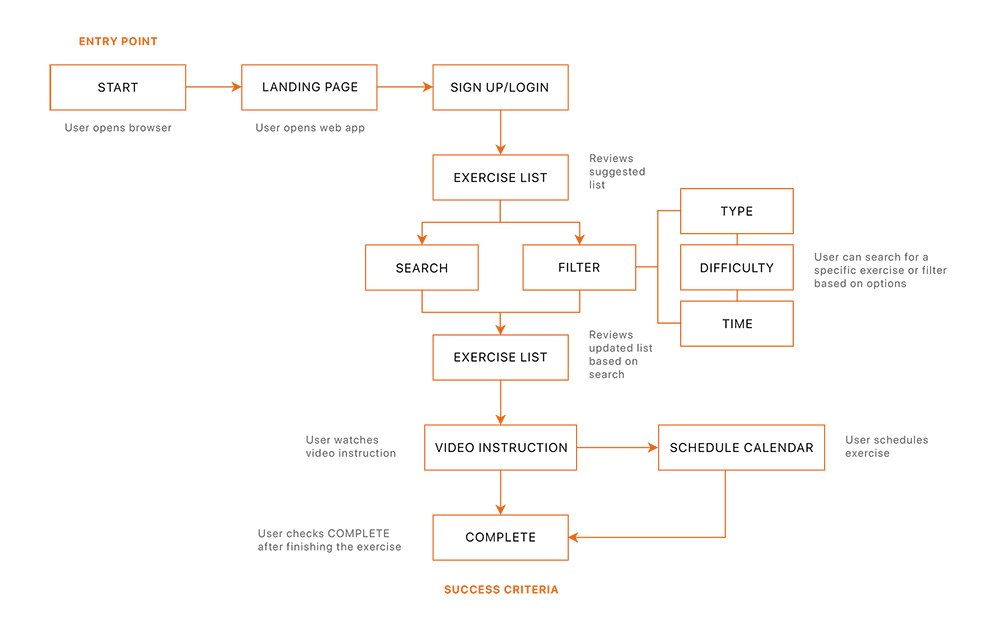 ENTRY POINT
START
LANDING PAGE
SIGN UP/LOGIN
User opens browser
User opens web app
EXERCISE LIST
Reviews
suggested
list
TYPE
SEARCH
FILTER
DIFFICULTY
User can search for a
specific exercise or filter
based on options
TIME
EXERCISE LIST
Reviews
updated list
based on
search
User watches
video instruction
VIDEO INSTRUCTION
SCHEDULE CALENDAR
User schedules
exercise
User checks COMPLETE
after finishing the exercise
COMPLETE
SUCCESS CRITERIA